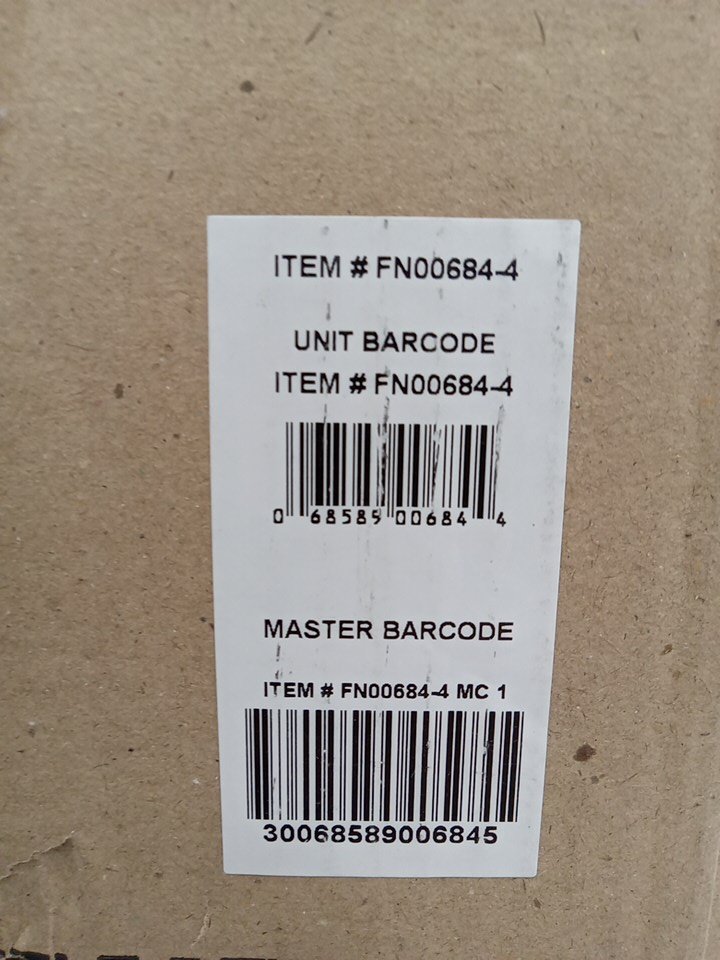 ITEM # FN00684-4
UNIT BARCODE
ITEM # FN00684-4
0 68589 00684 4
MASTER BARCODE
ITEM # FN00684-4 MC 1
30068589006845